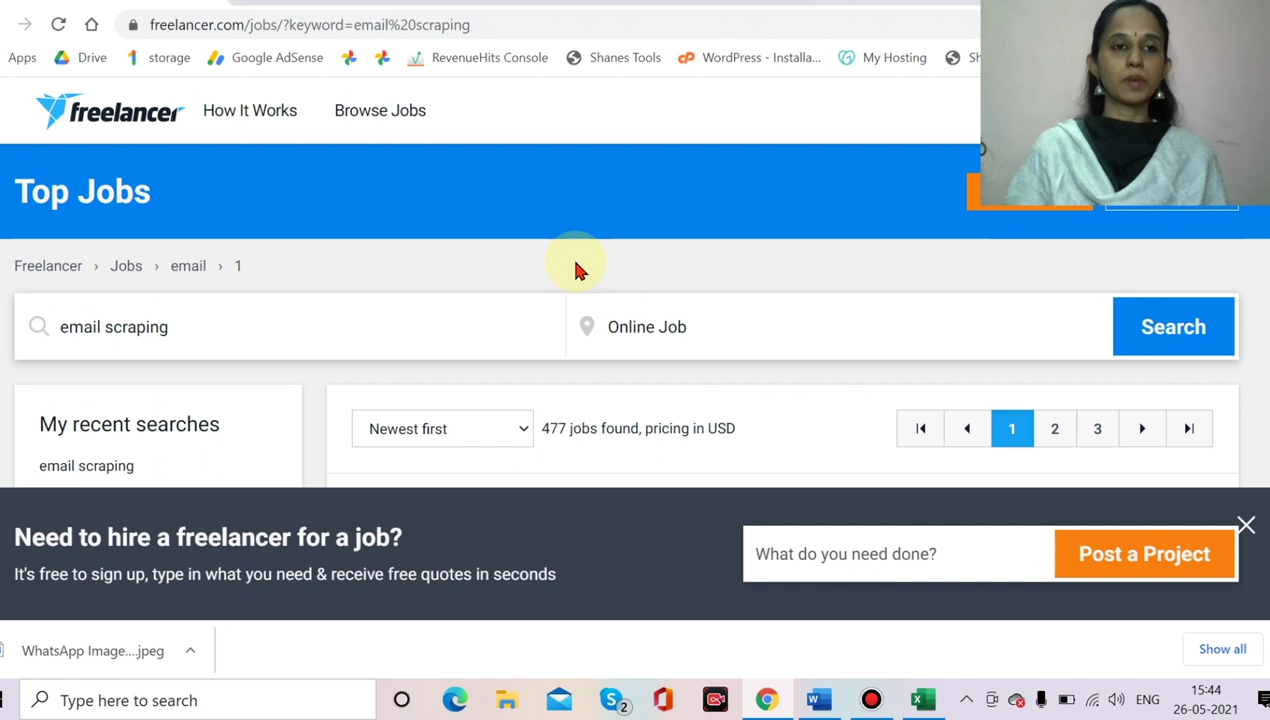 freelancer.com/jobs/?keyword=email%20scraping
Apps Drive storage Google AdSense RevenueHits Console Shanes Tools WordPress - Installa... My Hosting Sh
freelancer How It Works Browse Jobs
Top Jobs
Freelancer › Jobs › email › 1
email scraping Online Job Search
My recent searches
Newest first 477 jobs found, pricing in USD 1 2 3
email scraping
Need to hire a freelancer for a job?
It's free to sign up, type in what you need & receive free quotes in seconds
What do you need done? Post a Project
WhatsApp Image....jpeg Show all
Type here to search 2 ENG 15:44
26-05-2021